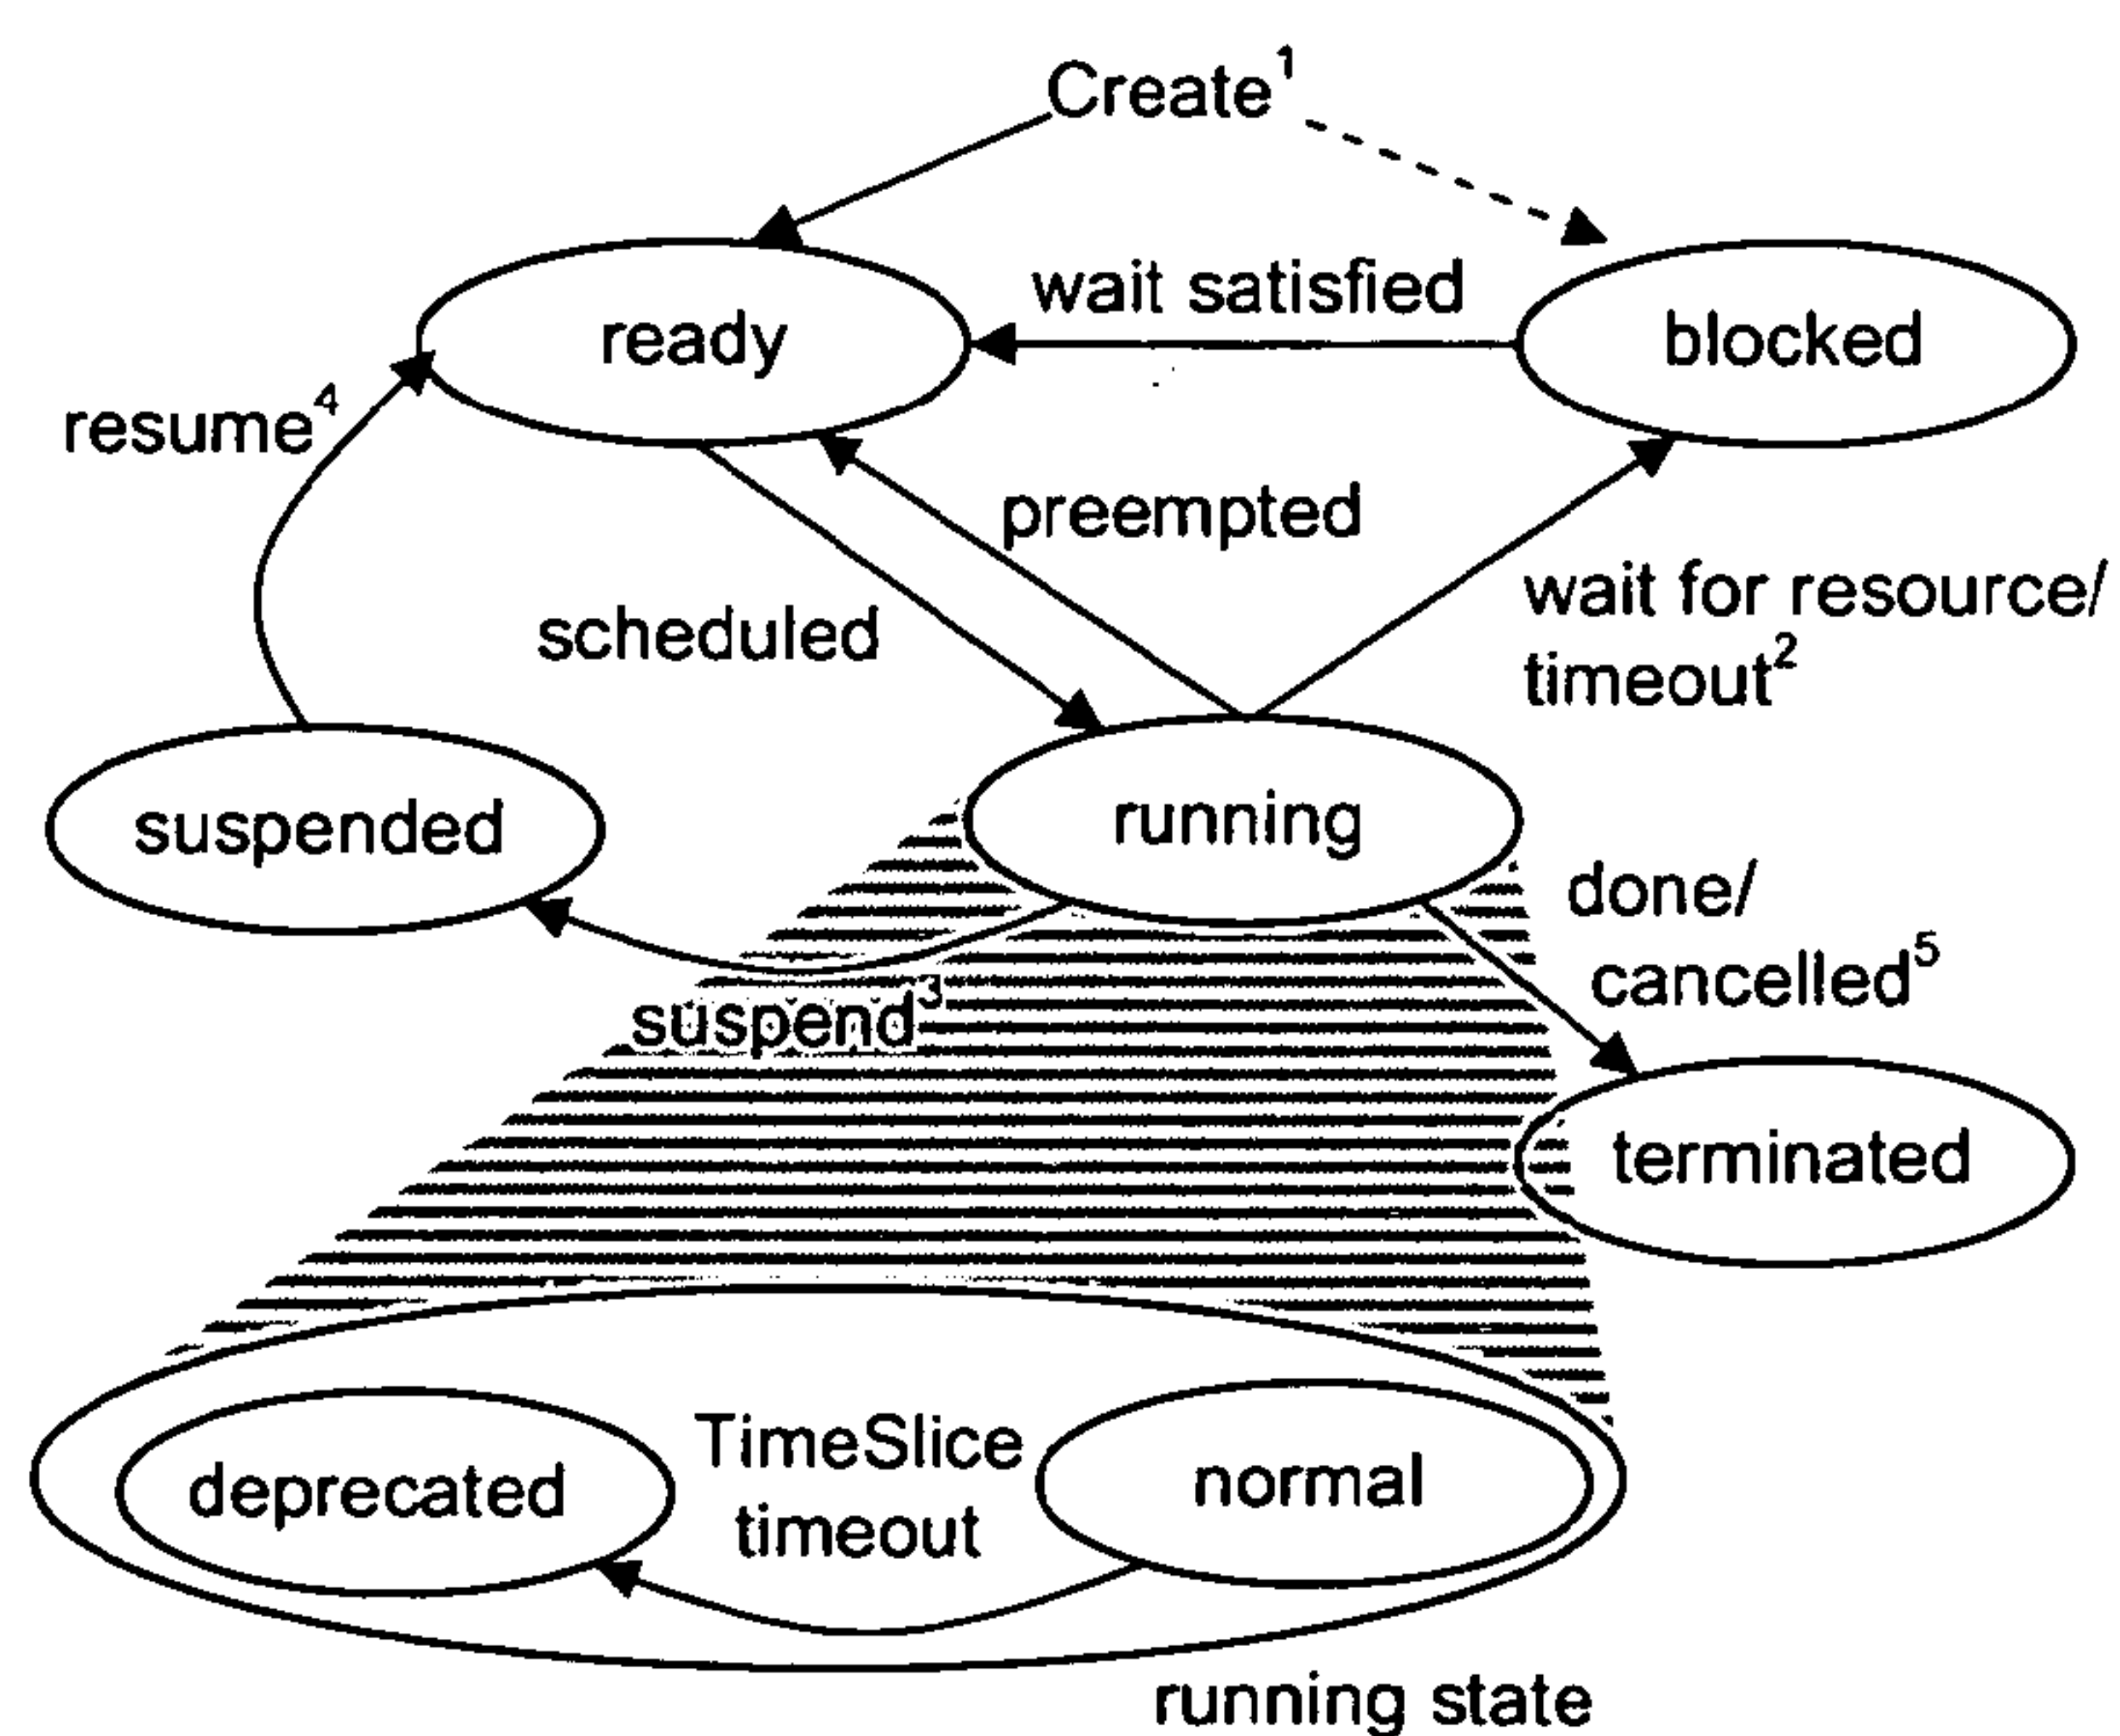 Create¹
wait satisfied
ready
blocked
resume⁴
preempted
scheduled
wait for resource/
timeout²
suspended
running
done/
cancelled⁵
suspend³
terminated
TimeSlice
timeout
deprecated
normal
running state